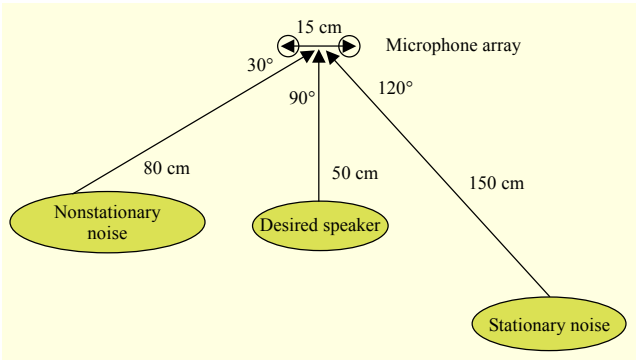 15 cm
Microphone array
30°
120°
90°
80 cm
50 cm
150 cm
Nonstationary
noise
Desired speaker
Stationary noise